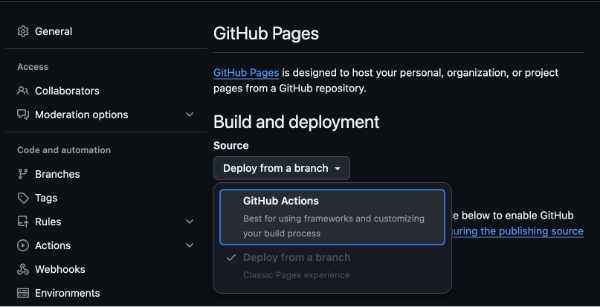 General
Access
Collaborators
Moderation options
Code and automation
Branches
Tags
Rules
Actions
Webhooks
Environments
GitHub Pages
GitHub Pages is designed to host your personal, organization, or project
pages from a GitHub repository.
Build and deployment
Source
Deploy from a branch
GitHub Actions
Best for using frameworks and customizing
your build process
Deploy from a branch
Classic Pages experience
below to enable GitHub
the publishing source